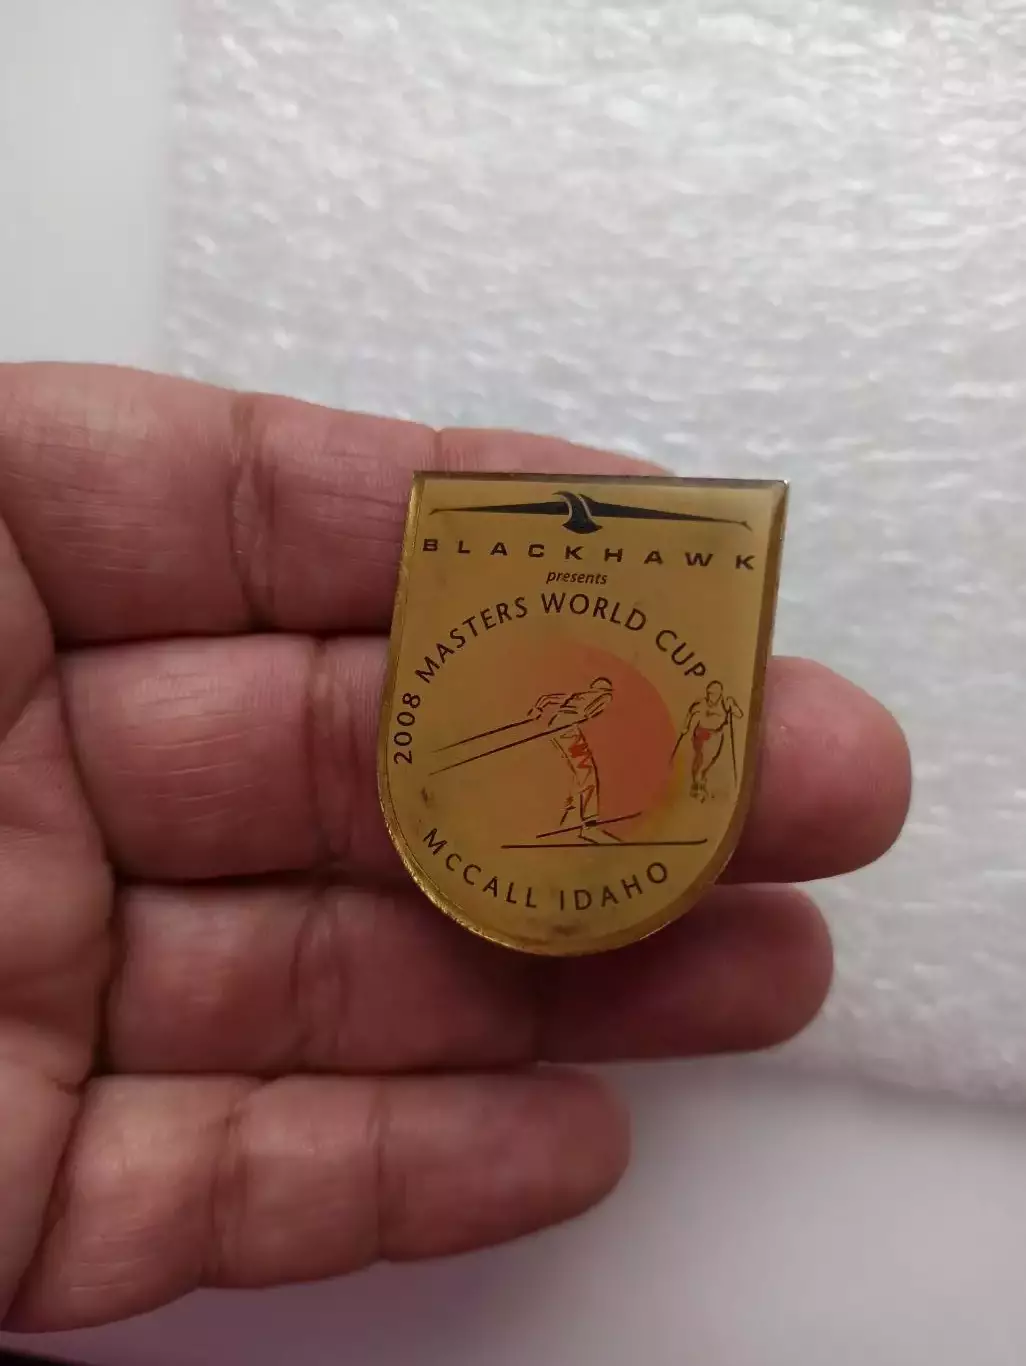 BLACKHAWK
presents
2008 MASTERS WORLD CUP
McCALL IDAHO